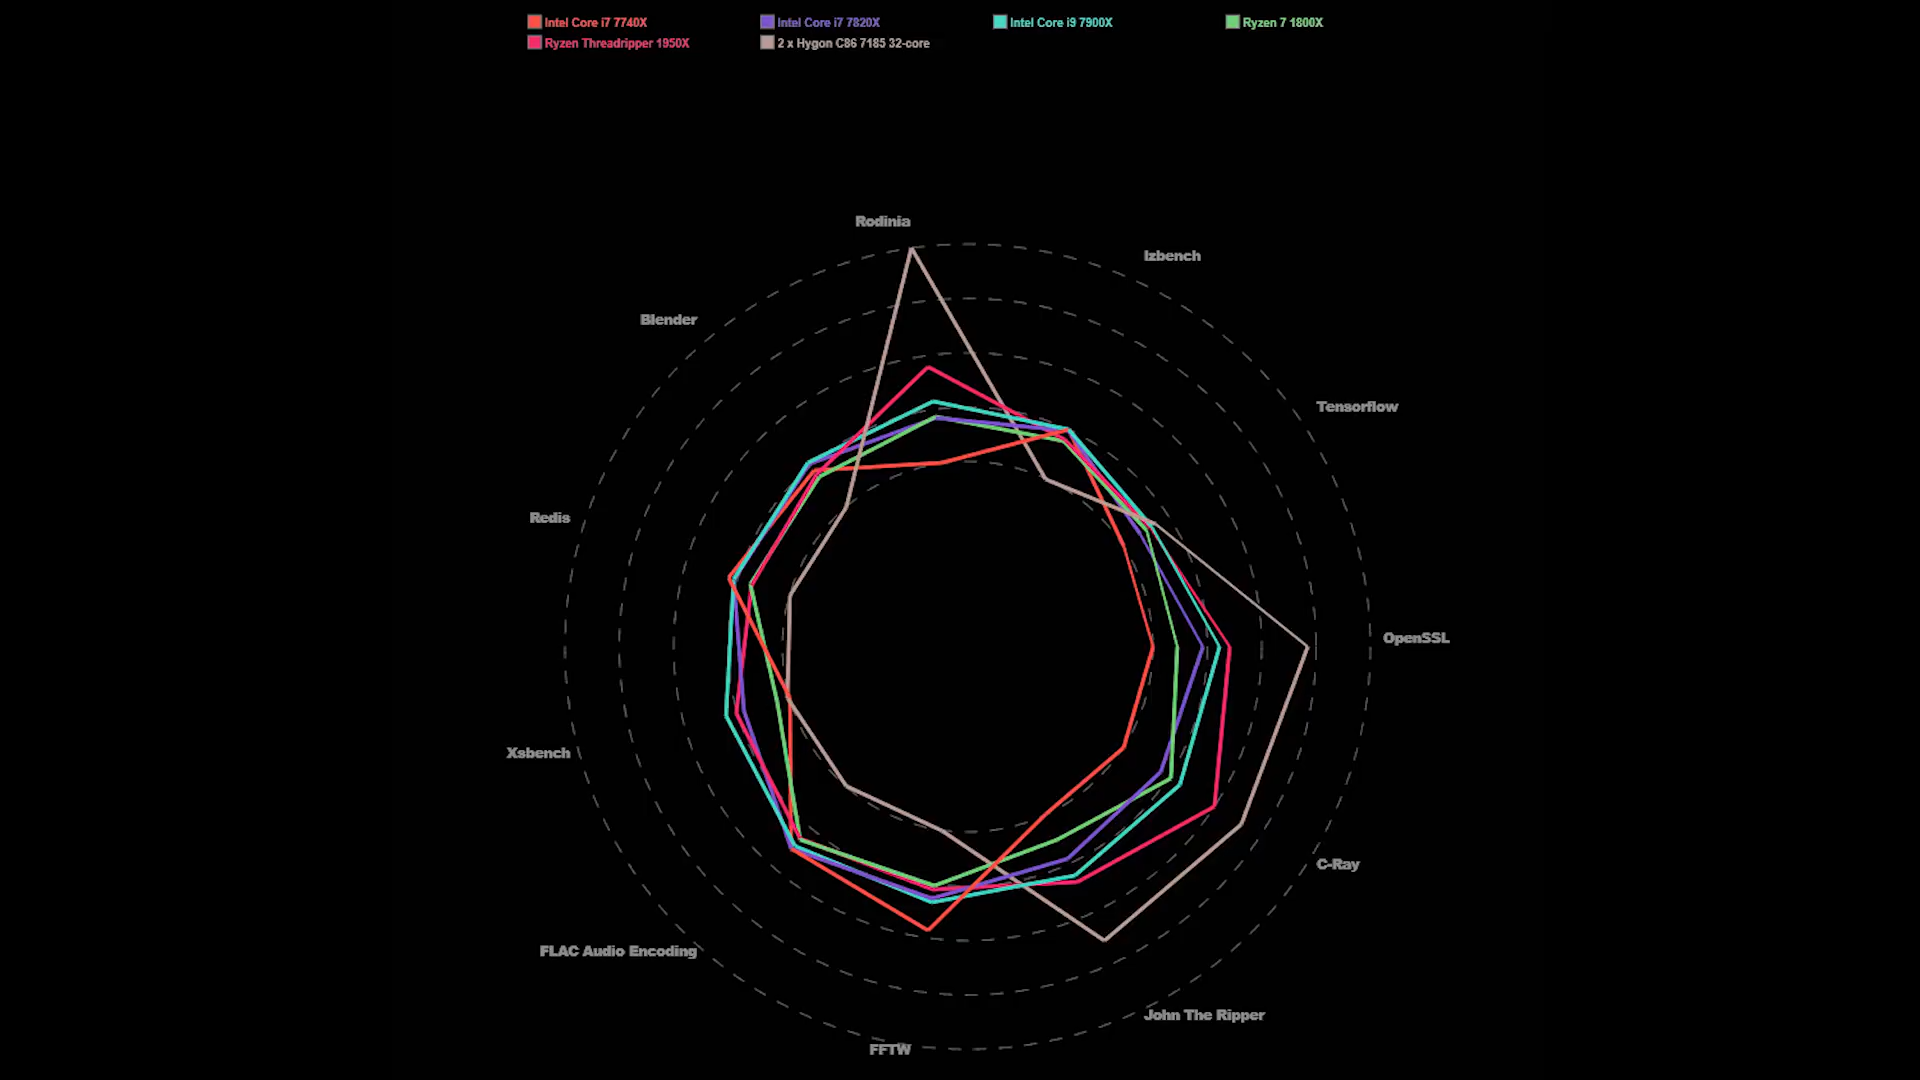 Intel Core i7 7740X
Intel Core i7 7820X
Intel Core i9 7900X
Ryzen 7 1800X
Ryzen Threadripper 1950X
2 x Hygon C86 7185 32-core
Rodinia
Izbench
Blender
Tensorflow
Redis
OpenSSL
Xsbench
C-Ray
FLAC Audio Encoding
John The Ripper
FFTW